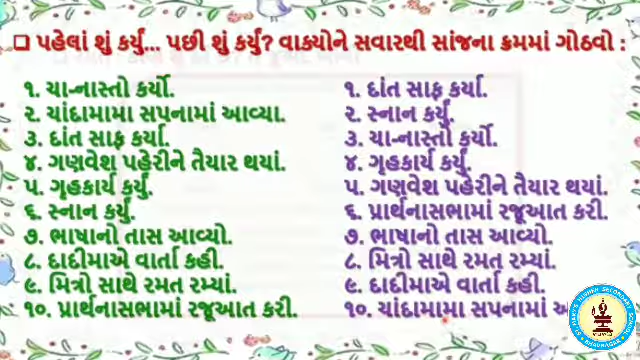 ❑ પહેલાં શું કર્યું... પછી શું કર્યું? વાક્યોને સવારથી સાંજના ક્રમમાં ગોઠવો :
૧. ચા-નાસ્તો કર્યો.
૨. ચાંદામામા સપનામાં આવ્યા.
૩. દાંત સાફ કર્યા.
૪. ગણવેશ પહેરીને તૈયાર થયાં.
૫. ગૃહકાર્ય કર્યું.
૬. સ્નાન કર્યું.
૭. ભાષાનો તાસ આવ્યો.
૮. દાદીમાએ વાર્તા કહી.
૯. મિત્રો સાથે રમત રમ્યાં.
૧૦. પ્રાર્થનાસભામાં રજૂઆત કરી.
૧. દાંત સાફ કર્યા.
૨. સ્નાન કર્યું.
૩. ચા-નાસ્તો કર્યો.
૪. ગૃહકાર્ય કર્યું.
૫. ગણવેશ પહેરીને તૈયાર થયાં.
૬. પ્રાર્થનાસભામાં રજૂઆત કરી.
૭. ભાષાનો તાસ આવ્યો.
૮. મિત્રો સાથે રમત રમ્યાં.
૯. દાદીમાએ વાર્તા કહી.
૧૦. ચાંદામામા સપનામાં